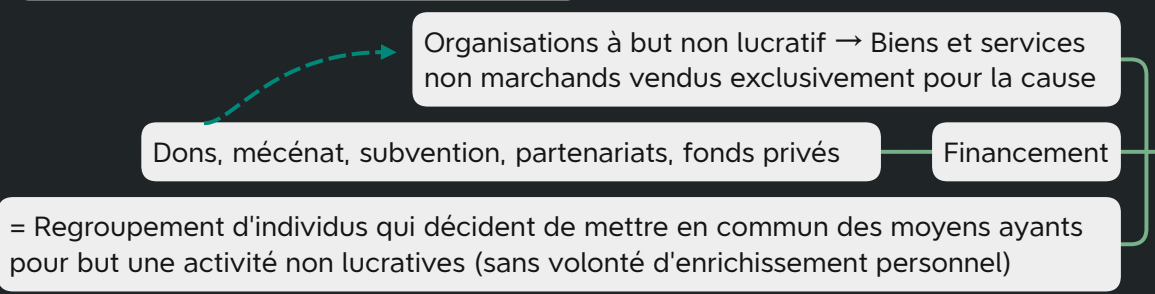 Organisations à but non lucratif → Biens et services
non marchands vendus exclusivement pour la cause
Dons, mécénat, subvention, partenariats, fonds privés
Financement
= Regroupement d'individus qui décident de mettre en commun des moyens ayants
pour but une activité non lucratives (sans volonté d'enrichissement personnel)